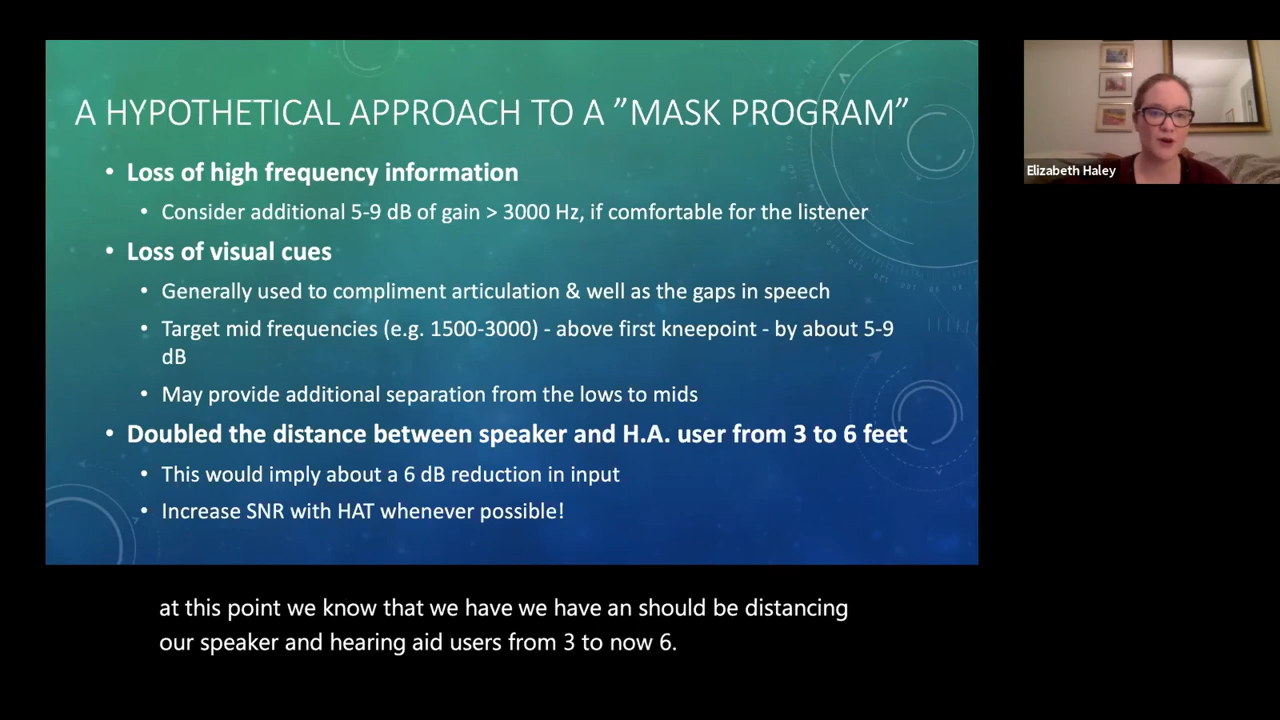 A HYPOTHETICAL APPROACH TO A ”MASK PROGRAM”
• Loss of high frequency information
• Consider additional 5-9 dB of gain > 3000 Hz, if comfortable for the listener
• Loss of visual cues
• Generally used to compliment articulation & well as the gaps in speech
• Target mid frequencies (e.g. 1500-3000) - above first kneepoint - by about 5-9
dB
• May provide additional separation from the lows to mids
• Doubled the distance between speaker and H.A. user from 3 to 6 feet
• This would imply about a 6 dB reduction in input
• Increase SNR with HAT whenever possible!
Elizabeth Haley
at this point we know that we have we have an should be distancing
our speaker and hearing aid users from 3 to now 6.